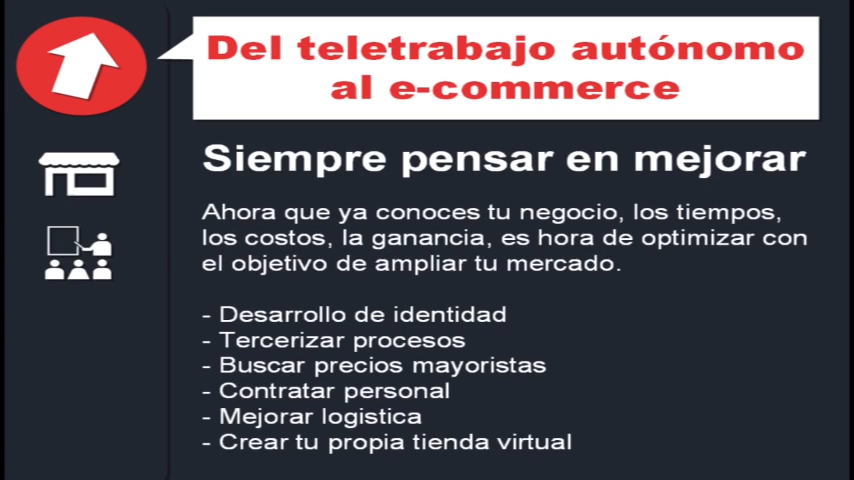 Del teletrabajo autónomo
al e-commerce
Siempre pensar en mejorar
Ahora que ya conoces tu negocio, los tiempos,
los costos, la ganancia, es hora de optimizar con
el objetivo de ampliar tu mercado.
- Desarrollo de identidad
- Tercerizar procesos
- Buscar precios mayoristas
- Contratar personal
- Mejorar logistica
- Crear tu propia tienda virtual